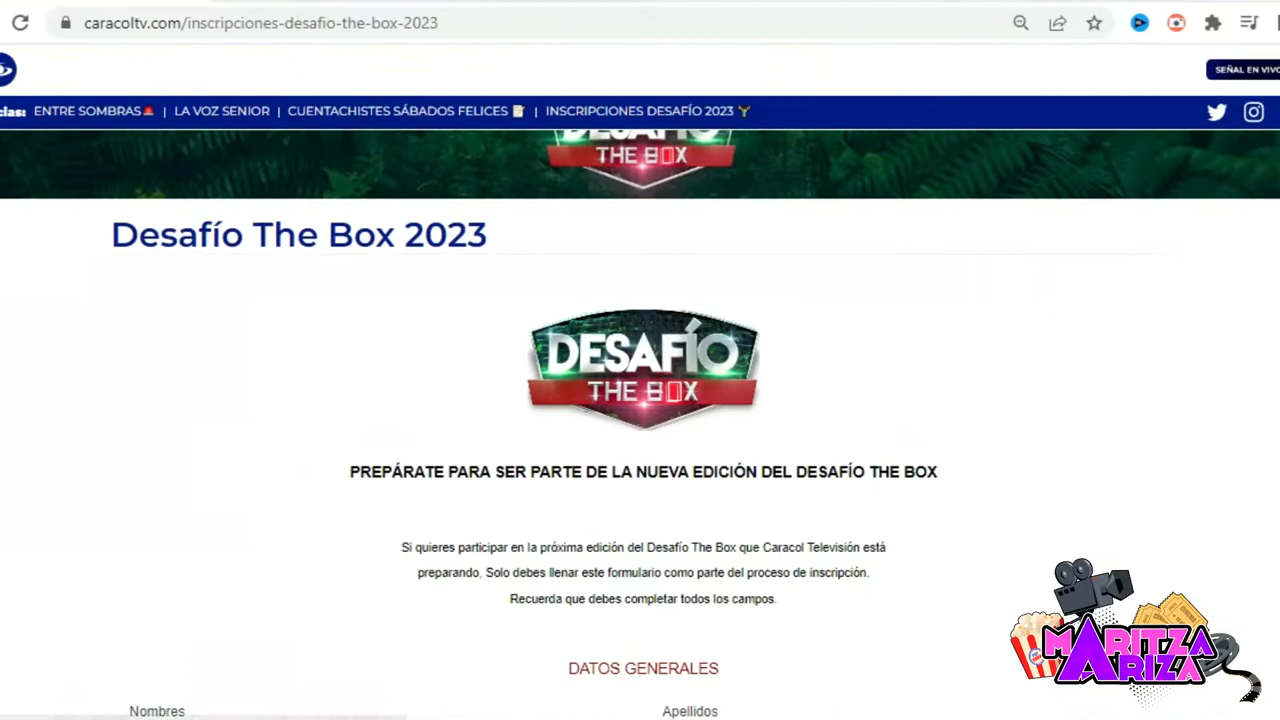 caracoltv.com/inscripciones-desafio-the-box-2023
SEÑAL EN VIVO
ENTRE SOMBRAS | LA VOZ SENIOR | CUENTACHISTES SÁBADOS FELICES | INSCRIPCIONES DESAFÍO 2023
DESAFÍO
THE BOX
Desafío The Box 2023
DESAFÍO
THE BOX
PREPÁRATE PARA SER PARTE DE LA NUEVA EDICIÓN DEL DESAFÍO THE BOX
Si quieres participar en la próxima edición del Desafío The Box que Caracol Televisión está
preparando, Solo debes llenar este formulario como parte del proceso de inscripción.
Recuerda que debes completar todos los campos.
DATOS GENERALES
Nombres Apellidos
MARITZA
ARIZA